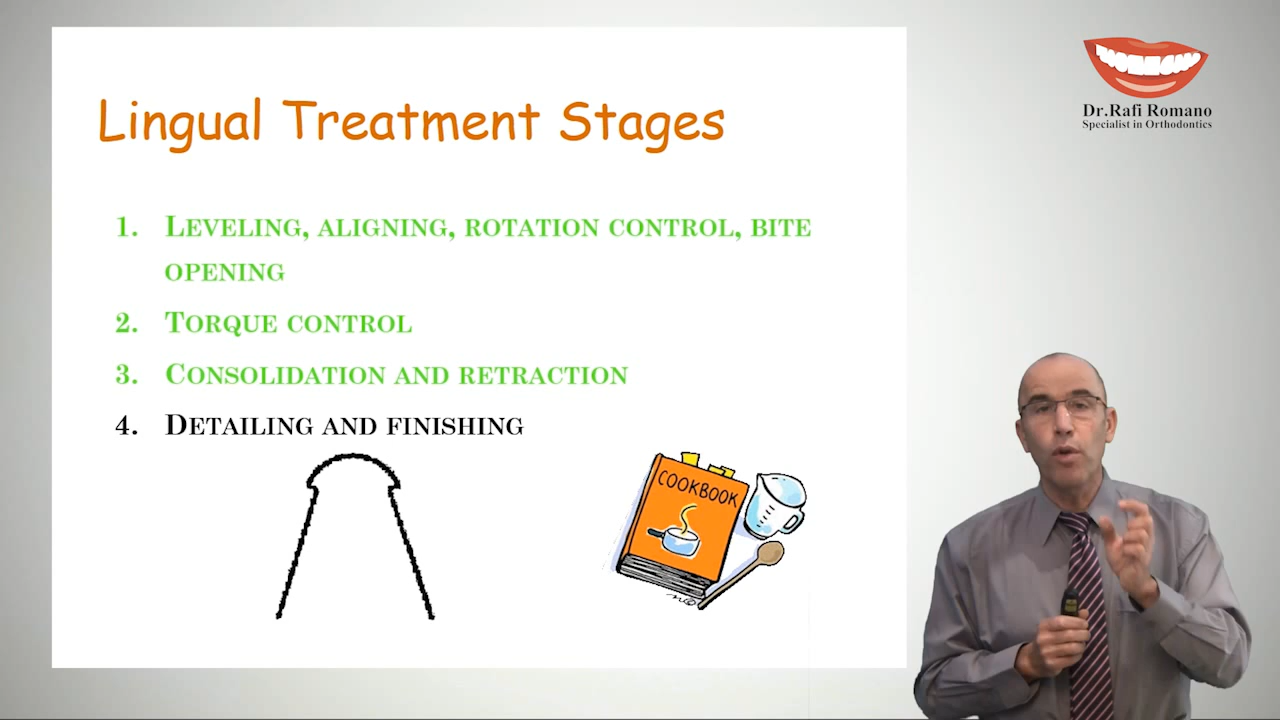 Lingual Treatment Stages
1. Leveling, aligning, rotation control, bite
opening
2. Torque control
3. Consolidation and retraction
4. Detailing and finishing
COOKBOOK
Dr.Rafi Romano
Specialist in Orthodontics